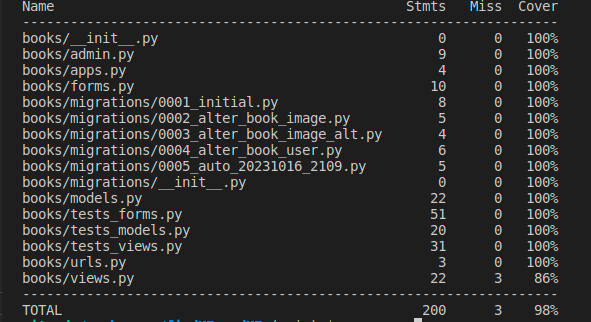 Name Stmts Miss Cover
---------------------------------------------------------------
books/__init__.py 0 0 100%
books/admin.py 9 0 100%
books/apps.py 4 0 100%
books/forms.py 10 0 100%
books/migrations/0001_initial.py 8 0 100%
books/migrations/0002_alter_book_image.py 5 0 100%
books/migrations/0003_alter_book_image_alt.py 4 0 100%
books/migrations/0004_alter_book_user.py 6 0 100%
books/migrations/0005_auto_20231016_2109.py 5 0 100%
books/migrations/__init__.py 0 0 100%
books/models.py 22 0 100%
books/tests_forms.py 51 0 100%
books/tests_models.py 20 0 100%
books/tests_views.py 31 0 100%
books/urls.py 3 0 100%
books/views.py 22 3 86%
---------------------------------------------------------------
TOTAL 200 3 98%